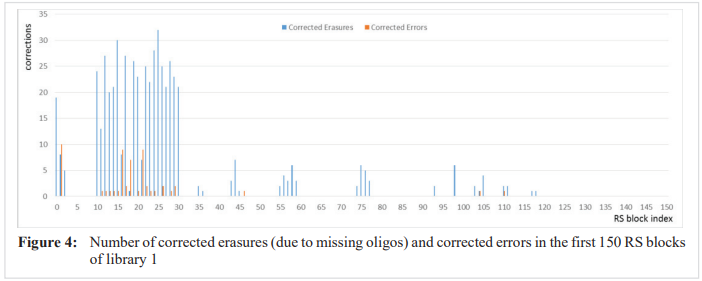 35
30
25
20
15
10
5
0
corrections
Corrected Erasures Corrected Errors
0 5 10 15 20 25 30 35 40 45 50 55 60 65 70 75 80 85 90 95 100 105 110 115 120 125 130 135 140 145 150
RS block index
Figure 4: Number of corrected erasures (due to missing oligos) and corrected errors in the first 150 RS blocks
of library 1